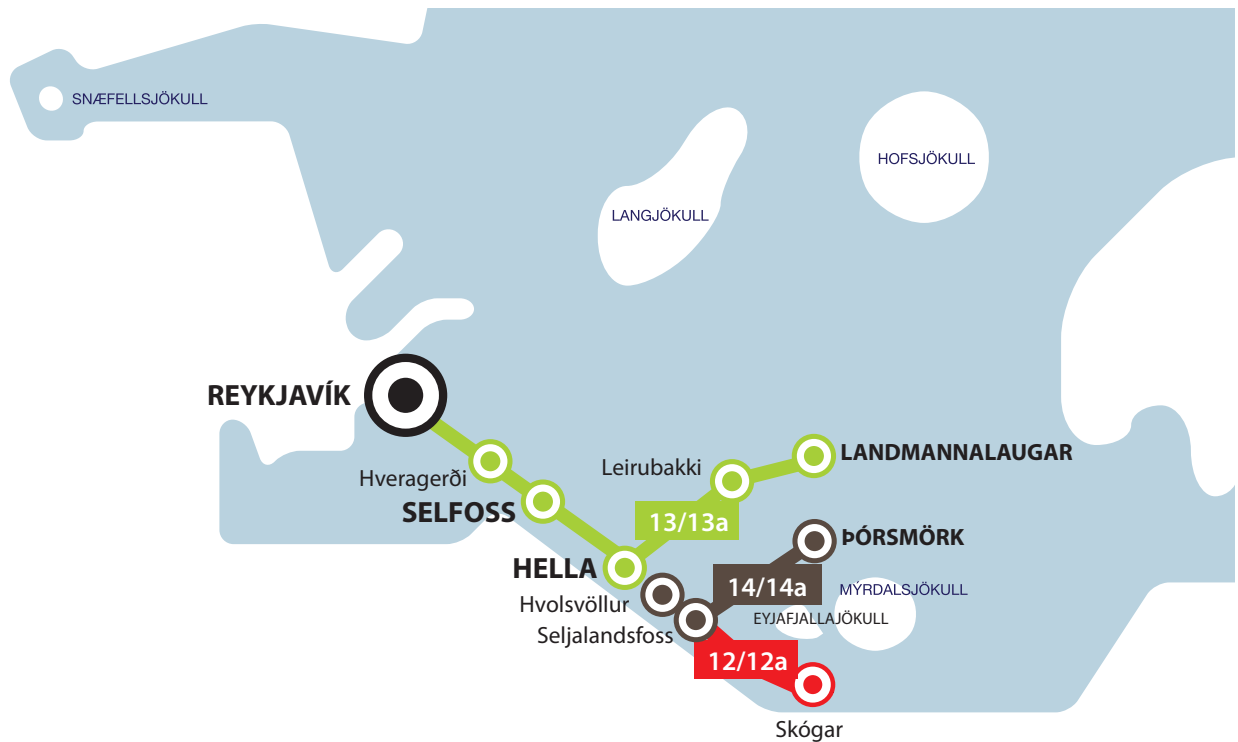 SNÆFELLSJÖKULL
HOFSJÖKULL
LANGJÖKULL
REYKJAVÍK
Hveragerði
SELFOSS
HELLA
Leirubakki
LANDMANNALAUGAR
13/13a
ÞÓRSMÖRK
14/14a
MÝRDALSJÖKULL
Hvolsvöllur
EYJAFJALLAJÖKULL
Seljalandsfoss
12/12a
Skógar